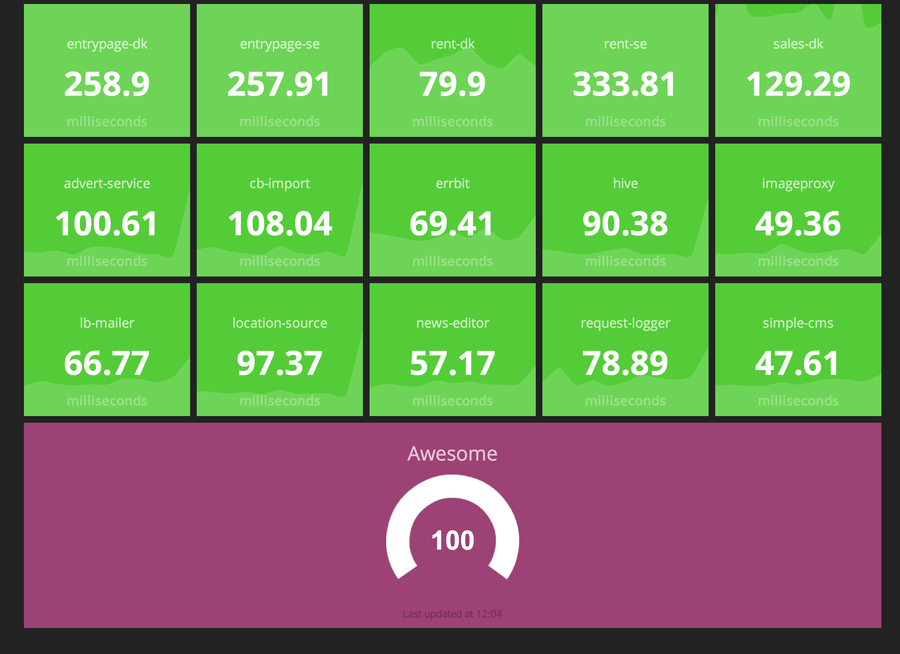 entrypage-dk
258.9
milliseconds
entrypage-se
257.91
milliseconds
rent-dk
79.9
milliseconds
rent-se
333.81
milliseconds
sales-dk
129.29
milliseconds
advert-service
100.61
milliseconds
cb-import
108.04
milliseconds
errbit
69.41
milliseconds
hive
90.38
milliseconds
imageproxy
49.36
milliseconds
lb-mailer
66.77
milliseconds
location-source
97.37
milliseconds
news-editor
57.17
milliseconds
request-logger
78.89
milliseconds
simple-cms
47.61
milliseconds
Awesome
100
Last updated at 12:04